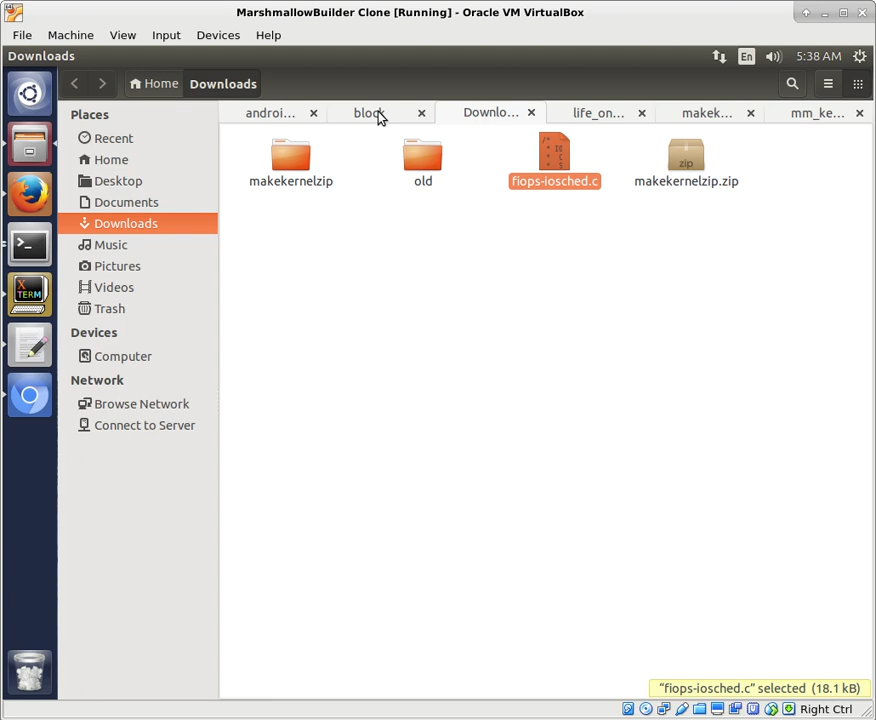 MarshmallowBuilder Clone [Running] - Oracle VM VirtualBox
File Machine View Input Devices Help
Downloads En 5:38 AM
Home Downloads
androi... block Downlo... life_on... makek... mm_ke...
Places
Recent
Home
Desktop
Documents
Downloads
Music
Pictures
Videos
Trash
Devices
Computer
Network
Browse Network
Connect to Server
X
TERM
makekernelzip old fiops-iosched.c makekernelzip.zip
zip
"fiops-iosched.c" selected (18.1 kB)
Right Ctrl